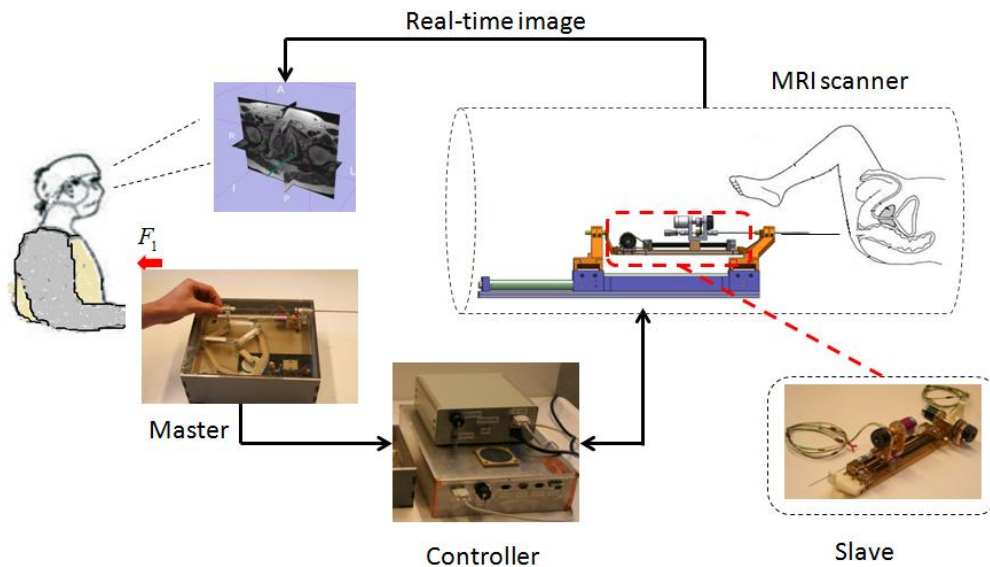 Real-time image
MRI scanner
A
R
L
I
P
F1
Master
Controller
Slave